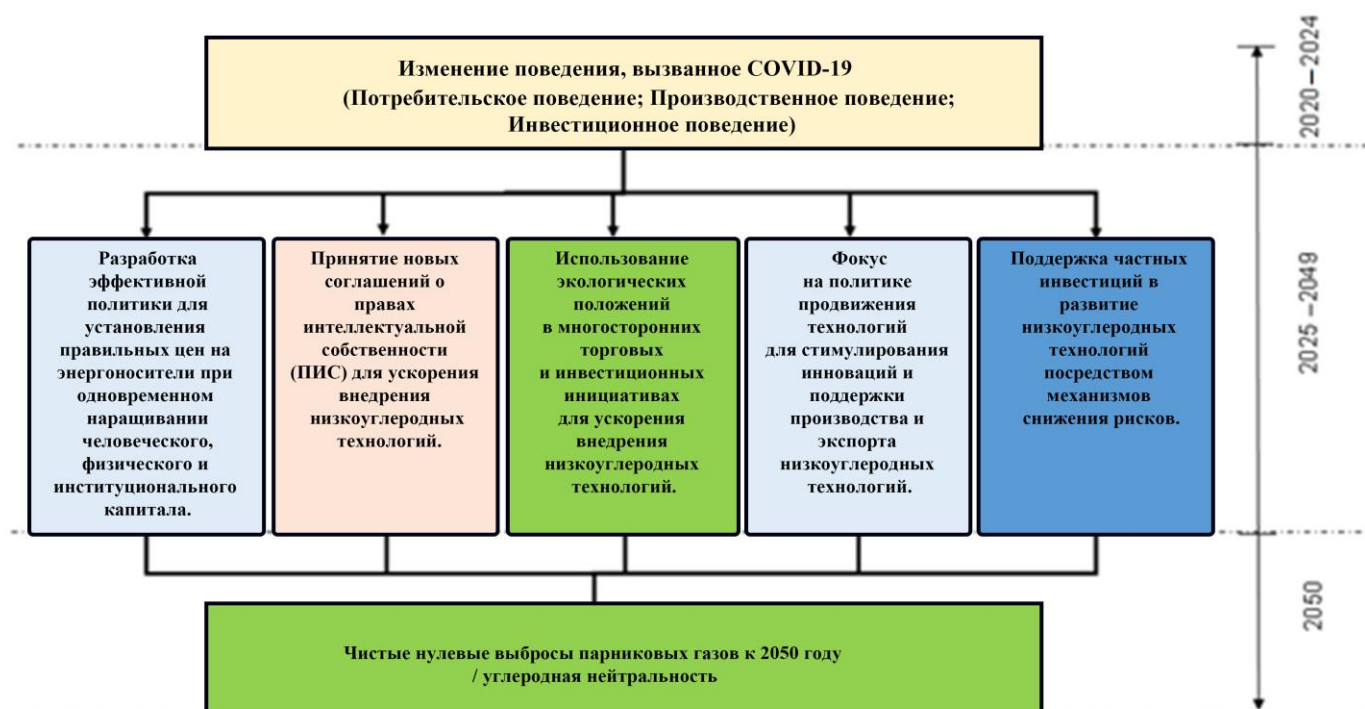 Изменение поведения, вызванное COVID-19
(Потребительское поведение; Производственное поведение;
Инвестиционное поведение)
2020–2024
Разработка
эффективной
политики для
установления
правильных цен на
энергоносители при
одновременном
наращивании
человеческого,
физического и
институционального
капитала.
Принятие новых
соглашений о
правах
интеллектуальной
собственности
(ПИС) для ускорения
внедрения
низкоуглеродных
технологий.
Использование
экологических
положений
в многосторонних
торговых
и инвестиционных
инициативах
для ускорения
внедрения
низкоуглеродных
технологий.
Фокус
на политике
продвижения
технологий
для стимулирования
инноваций и
поддержки
производства и
экспорта
низкоуглеродных
технологий.
Поддержка частных
инвестиций в
развитие
низкоуглеродных
технологий
посредством
механизмов
снижения рисков.
2025 –2049
Чистые нулевые выбросы парниковых газов к 2050 году
/ углеродная нейтральность
2050